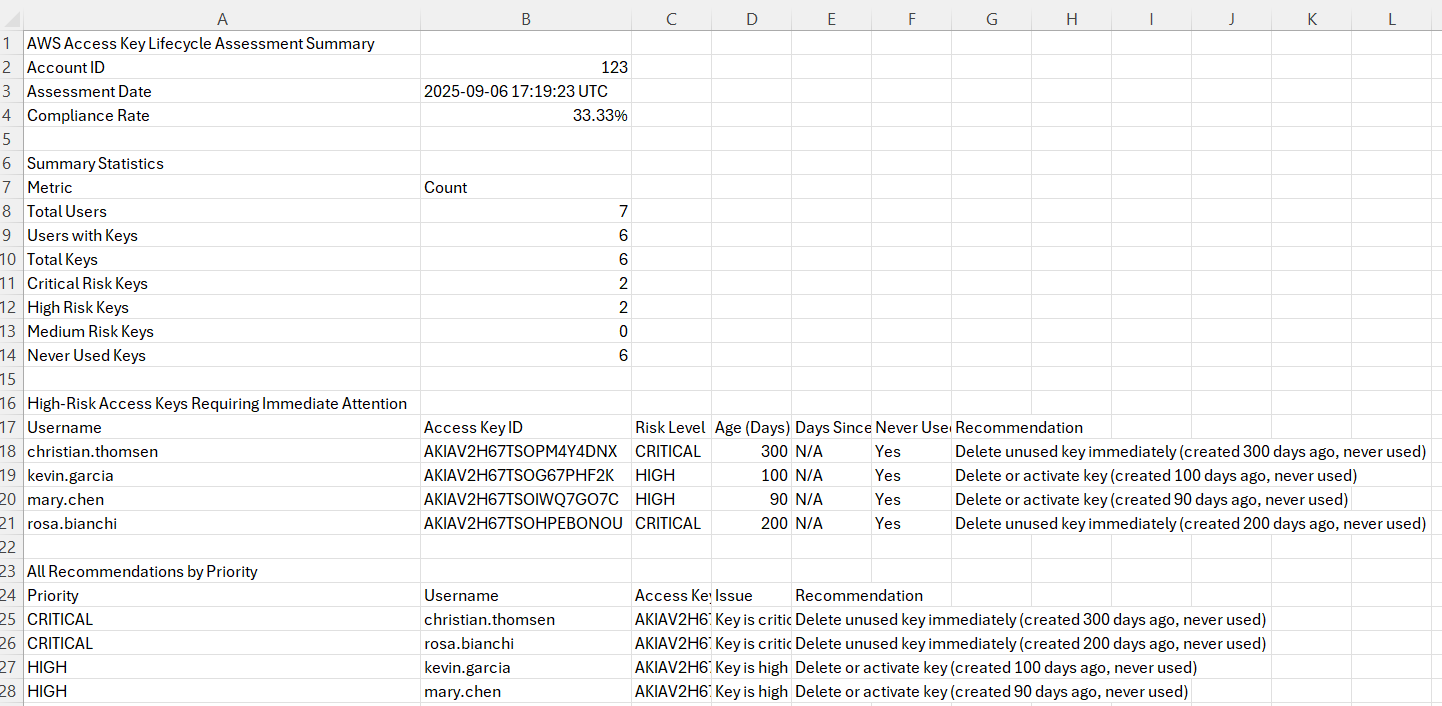 A B C D E F G H I J K L
1 AWS Access Key Lifecycle Assessment Summary
2 Account ID 123
3 Assessment Date 2025-09-06 17:19:23 UTC
4 Compliance Rate 33.33%
5
6 Summary Statistics
7 Metric Count
8 Total Users 7
9 Users with Keys 6
10 Total Keys 6
11 Critical Risk Keys 2
12 High Risk Keys 2
13 Medium Risk Keys 0
14 Never Used Keys 6
15
16 High-Risk Access Keys Requiring Immediate Attention
17 Username Access Key ID Risk Level Age (Days) Days Since Never Use Recommendation
18 christian.thomsen AKIAV2H67TSOPM4Y4DNX CRITICAL 300 N/A Yes Delete unused key immediately (created 300 days ago, never used)
19 kevin.garcia AKIAV2H67TSOG67PHF2K HIGH 100 N/A Yes Delete or activate key (created 100 days ago, never used)
20 mary.chen AKIAV2H67TSOIWQ7GO7C HIGH 90 N/A Yes Delete or activate key (created 90 days ago, never used)
21 rosa.bianchi AKIAV2H67TSOHPEBONOU CRITICAL 200 N/A Yes Delete unused key immediately (created 200 days ago, never used)
22
23 All Recommendations by Priority
24 Priority Username Access Key Issue Recommendation
25 CRITICAL christian.thomsen AKIAV2H67 Key is critic Delete unused key immediately (created 300 days ago, never used)
26 CRITICAL rosa.bianchi AKIAV2H67 Key is critic Delete unused key immediately (created 200 days ago, never used)
27 HIGH kevin.garcia AKIAV2H67 Key is high Delete or activate key (created 100 days ago, never used)
28 HIGH mary.chen AKIAV2H67 Key is high Delete or activate key (created 90 days ago, never used)